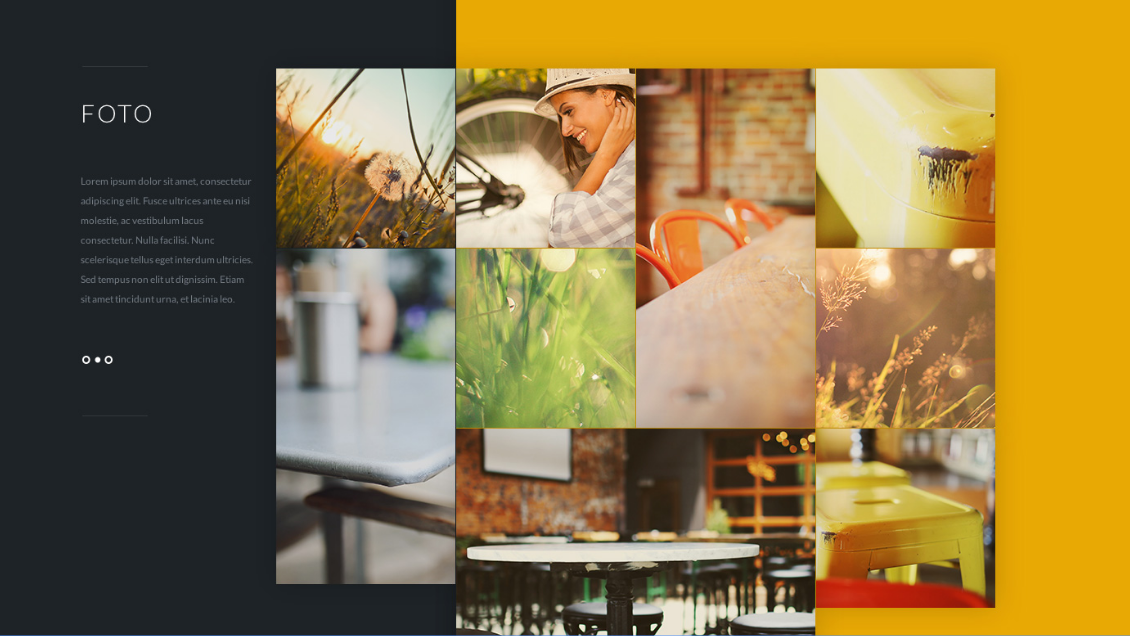 FOTO
Lorem ipsum dolor sit amet, consectetur
adipiscing elit. Fusce ultrices ante eu nisi
molestie, ac vestibulum lacus
consectetur. Nulla facilisi. Nunc
scelerisque tellus eget interdum ultricies.
Sed tempus non elit ut dignissim. Etiam
sit amet tincidunt urna, et lacinia leo.